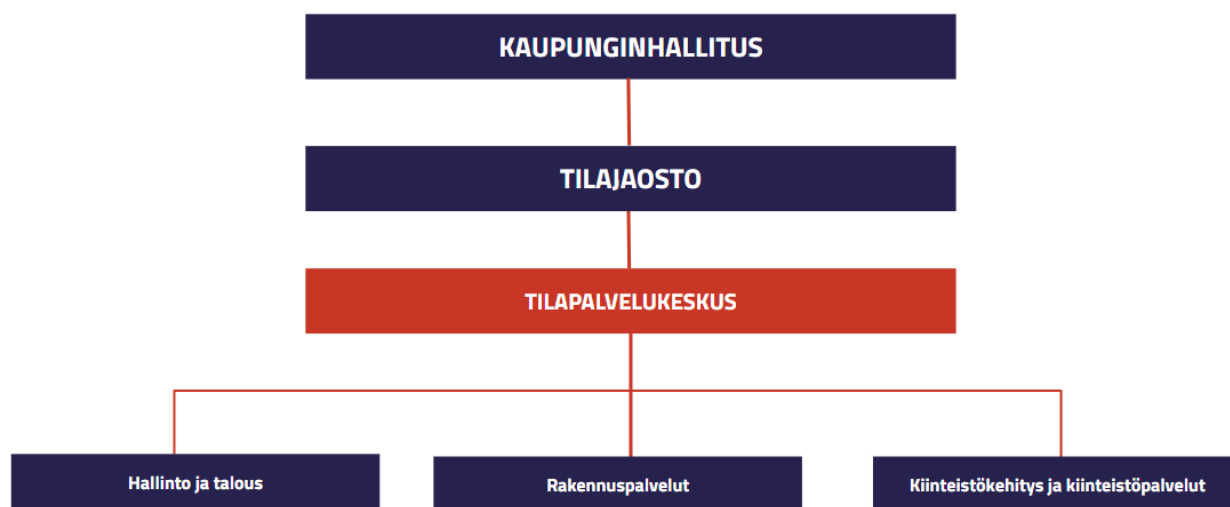 KAUPUNGINHALLITUS
TILAJAOSTO
TILAPALVELUKESKUS
Hallinto ja talous
Rakennuspalvelut
Kiinteistökehitys ja kiinteistöpalvelut